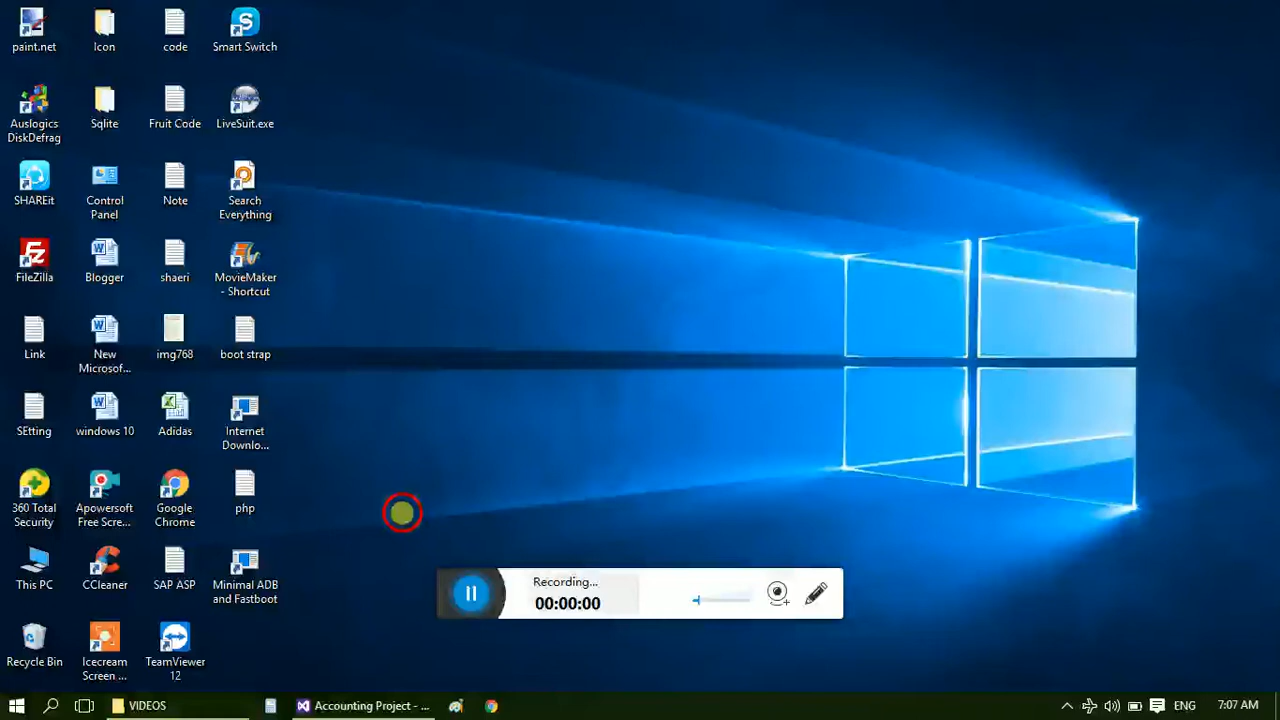 paint.net
Icon
code
Smart Switch
Auslogics
DiskDefrag
Sqlite
Fruit Code
LiveSuit.exe
SHAREit
Control
Panel
Note
Search
Everything
FileZilla
Blogger
shaeri
MovieMaker
- Shortcut
Link
New
Microsof...
img768
boot strap
SEtting
windows 10
Adidas
Internet
Downlo...
360 Total
Security
Apowersoft
Free Scre...
Google
Chrome
php
This PC
CCleaner
SAP ASP
Minimal ADB
and Fastboot
Recycle Bin
Icecream
Screen ...
TeamViewer
12
Recording...
00:00:00
VIDEOS
Accounting Project - ...
ENG
7:07 AM